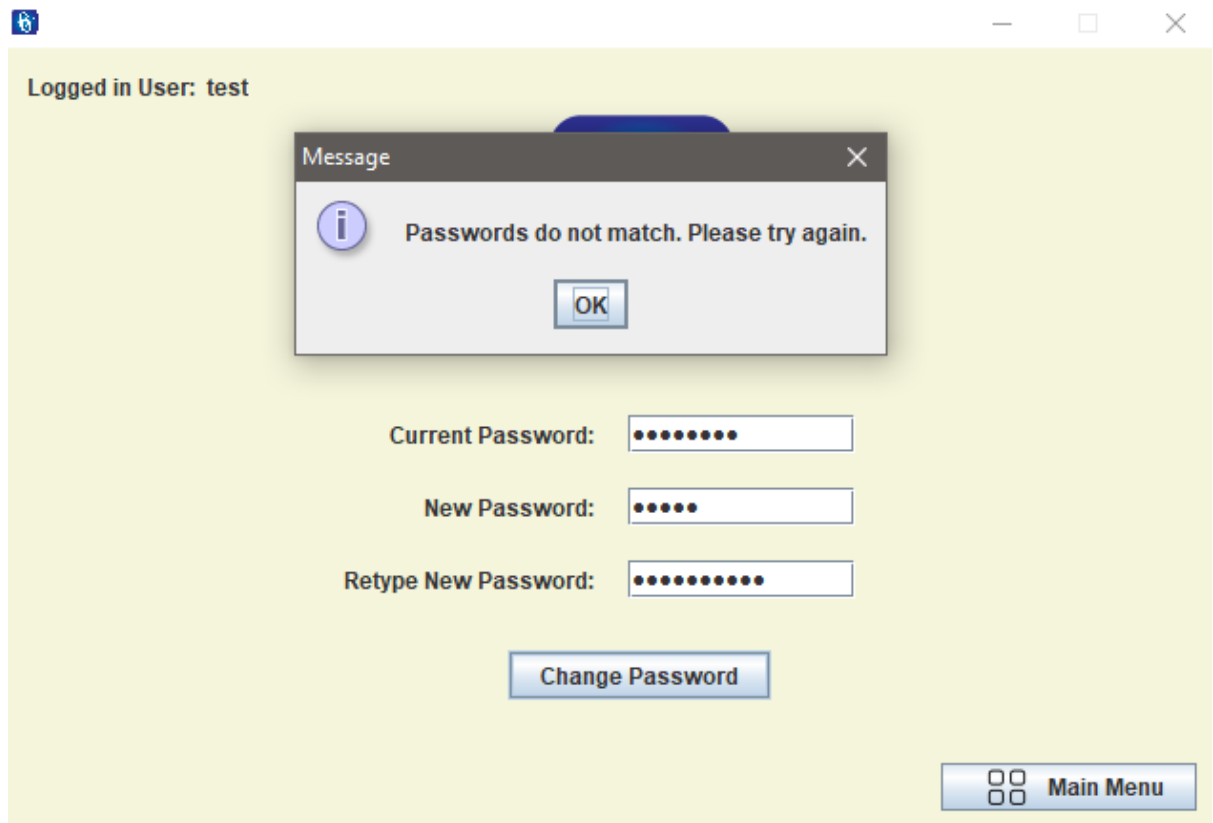 Logged in User: test
Message
Passwords do not match. Please try again.
OK
Current Password: ••••••••
New Password: •••••
Retype New Password: ••••••••••
Change Password
Main Menu